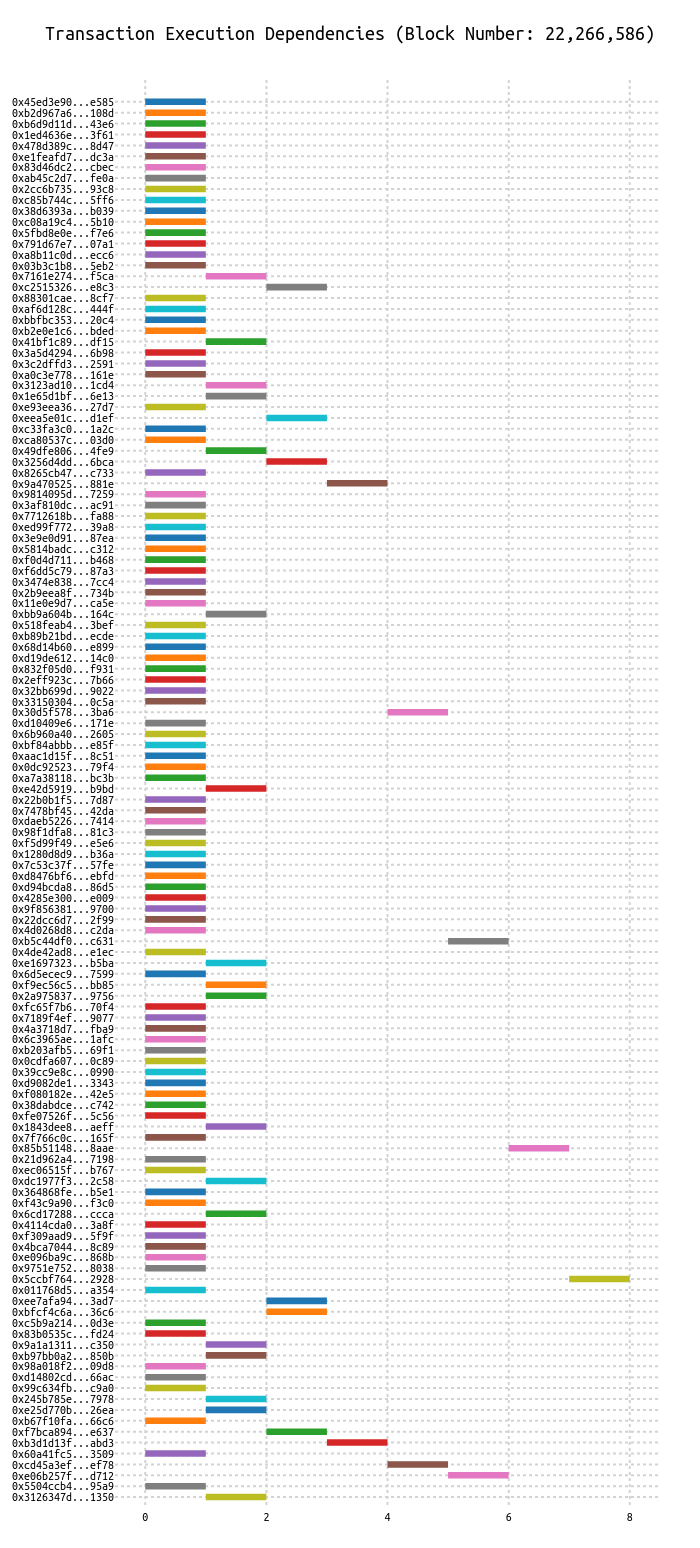 Transaction Execution Dependencies (Block Number: 22,266,586)
0x45ed3e90...e585
0xb2d967a6...108d
0xb6d9d11d...43e6
0x1ed4636e...3f61
0x478d389c...8d47
0xe1feafd7...dc3a
0x83d46dc2...cbec
0xab45c2d7...fe0a
0x2cc6b735...93c8
0xc85b744c...5ff6
0x38d6393a...b039
0xc08a19c4...5b10
0x5fbd8e0e...f7e6
0x791d67e7...07a1
0xa8b11c0d...ecc6
0x03b3c1b8...5eb2
0x7161e274...f5ca
0xc2515326...e8c3
0x88301cae...8cf7
0xaf6d128c...444f
0xbbfbc353...20c4
0xb2e0e1c6...bded
0x41bf1c89...df15
0x3a5d4294...6b98
0x3c2dffd3...2591
0xa0c3e778...161e
0x3123ad10...1cd4
0x1e65d1bf...6e13
0xe93eea36...27d7
0xeea5e01c...d1ef
0xc33fa3c0...1a2c
0xca80537c...03d0
0x49dfe806...4fe9
0x3256d4dd...6bca
0x8265cb47...c733
0x9a470525...881e
0x9814095d...7259
0x3af810dc...ac91
0x7712618b...fa88
0xed99f772...39a8
0x3e9e0d91...87ea
0x5814badc...c312
0xf0d4d711...b468
0xf6dd5c79...87a3
0x3474e838...7cc4
0x2b9eea8f...734b
0x11e0e9d7...ca5e
0xbb9a604b...164c
0x518feab4...3bef
0xb89b21bd...ecde
0x68d14b60...e899
0xd19de612...14c0
0x832f05d0...f931
0x2eff923c...7b66
0x32bb699d...9022
0x33150304...0c5a
0x30d5f578...3ba6
0xd10409e6...171e
0x6b960a40...2605
0xbf84abbb...e85f
0xaac1d15f...8c51
0x0dc92523...79f4
0xa7a38118...bc3b
0xe42d5919...b9bd
0x22b0b1f5...7d87
0x7478bf45...42da
0xdaeb5226...7414
0x98f1dfa8...81c3
0xf5d99f49...e5e6
0x1280d8d9...b36a
0x7c53c37f...57fe
0xd8476bf6...ebfd
0xd94bcda8...86d5
0x4285e300...e009
0x9f856381...9700
0x22dcc6d7...2f99
0x4d0268d8...c2da
0xb5c44df0...c631
0x4de42ad8...e1ec
0xe1697323...b5ba
0x6d5ecec9...7599
0xf9ec56c5...bb85
0x2a975837...9756
0xfc65f7b6...70f4
0x7189f4ef...9077
0x4a3718d7...fba9
0x6c3965ae...1afc
0xb203afb5...69f1
0x0cdfa607...0c89
0x39cc9e8c...0990
0xd9082de1...3343
0xf080182e...42e5
0x38dabdce...c742
0xfe07526f...5c56
0x1843dee8...aeff
0x7f766c0c...165f
0x85b51148...8aae
0x21d962a4...7198
0xec06515f...b767
0xdc1977f3...2c58
0x364868fe...b5e1
0xf43c9a90...f3c0
0x6cd17288...ccca
0x4114cda0...3a8f
0xf309aad9...5f9f
0x4bca7044...8c89
0xe096ba9c...868b
0x9751e752...8038
0x5ccbf764...2928
0x011768d5...a354
0xee7afa94...3ad7
0xbfcf4c6a...36c6
0xc5b9a214...0d3e
0x83b0535c...fd24
0x9a1a1311...c350
0xb97bb0a2...850b
0x98a018f2...09d8
0xd14802cd...66ac
0x99c634fb...c9a0
0x245b785e...7978
0xe25d770b...26ea
0xb67f10fa...66c6
0xf7bca894...e637
0xb3d1d13f...abd3
0x60a41fc5...3509
0xcd45a3ef...ef78
0xe06b257f...d712
0x5504ccb4...95a9
0x3126347d...1350
0 2 4 6 8